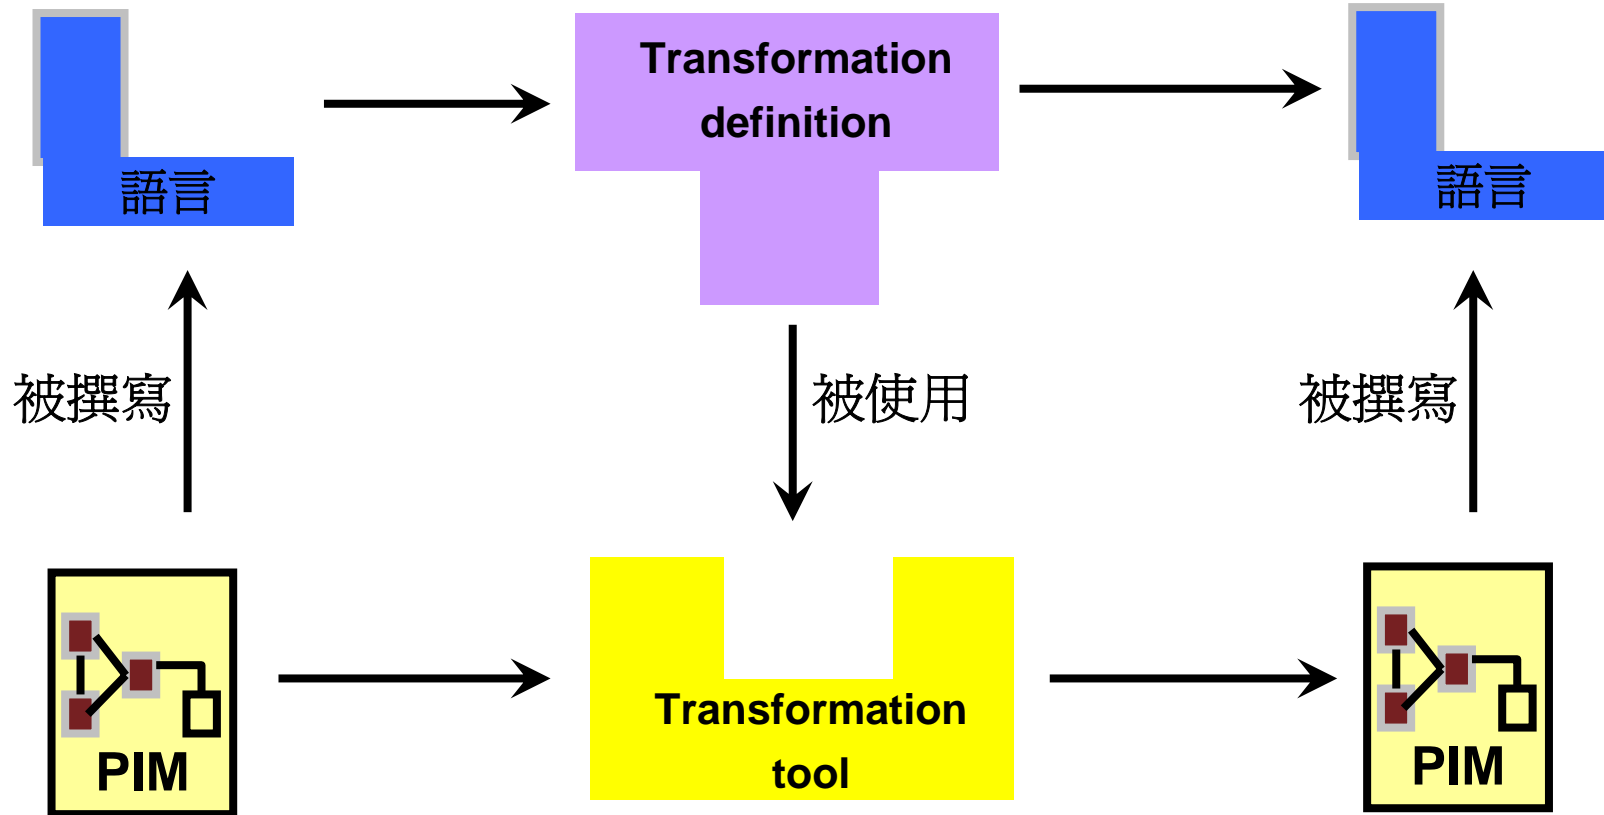 Transformation
definition
語言
語言
被撰寫
被使用
被撰寫
PIM
Transformation
tool
PIM